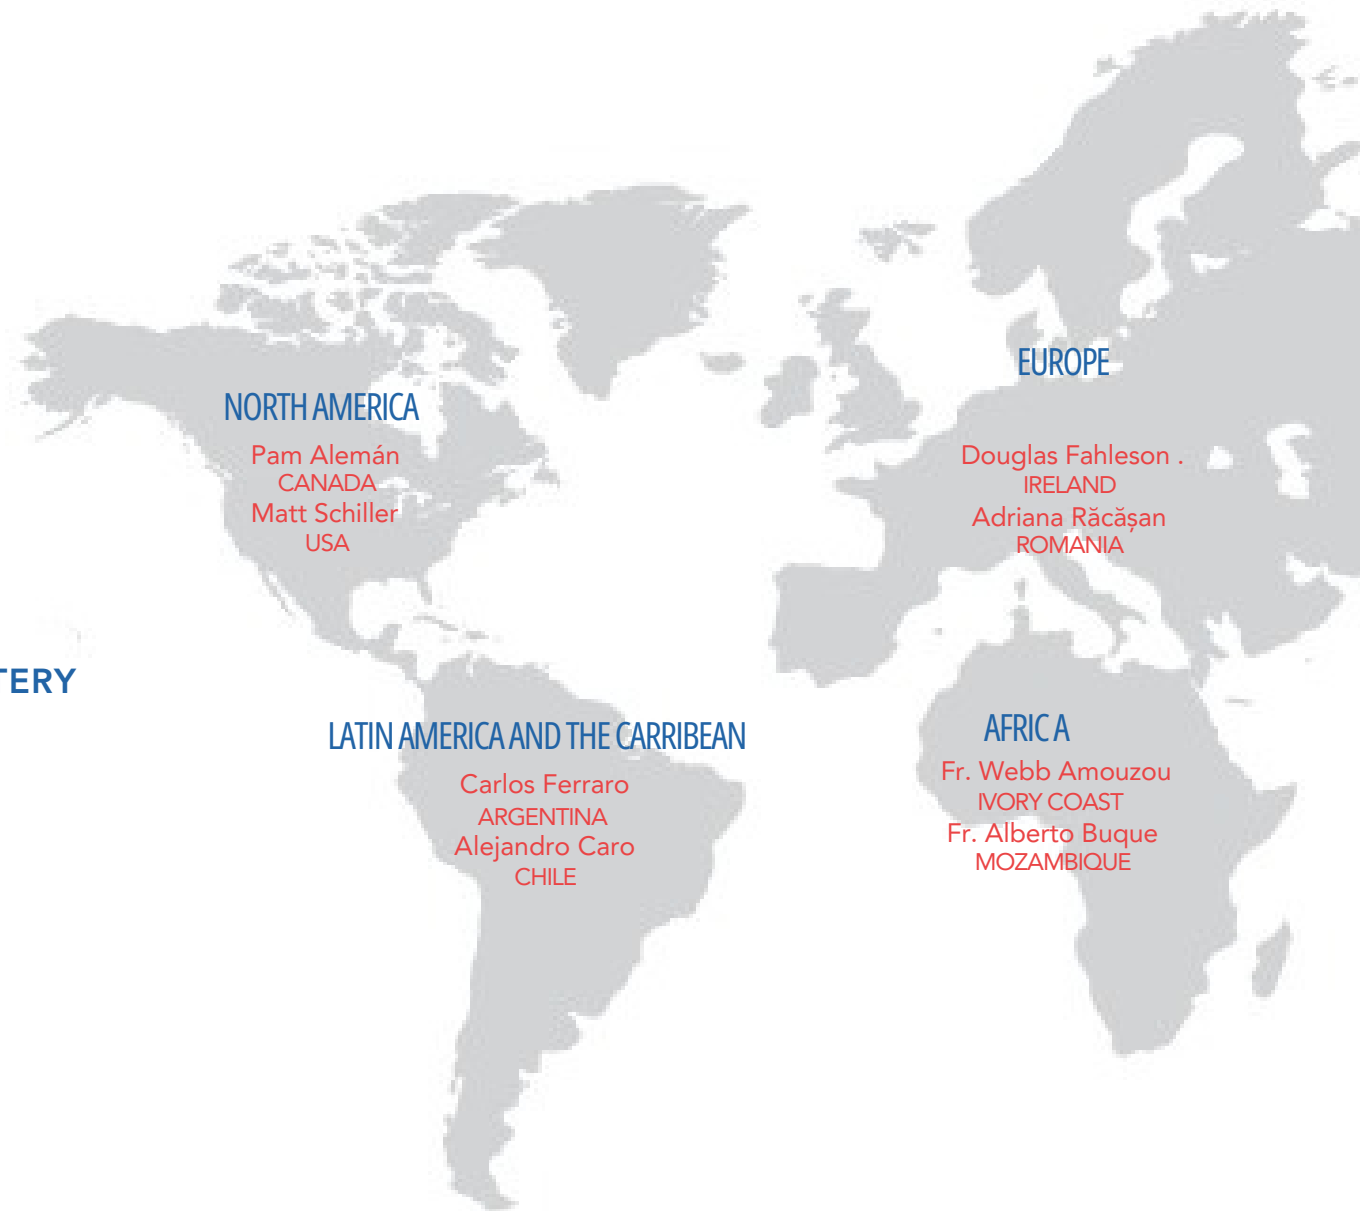 NORTH AMERICA
Pam Alemán
CANADA
Matt Schiller
USA
EUROPE
Douglas Fahleson .
IRELAND
Adriana Răcășan
ROMANIA
TERY
LATIN AMERICA AND THE CARRIBEAN
Carlos Ferraro
ARGENTINA
Alejandro Caro
CHILE
AFRIC A
Fr. Webb Amouzou
IVORY COAST
Fr. Alberto Buque
MOZAMBIQUE